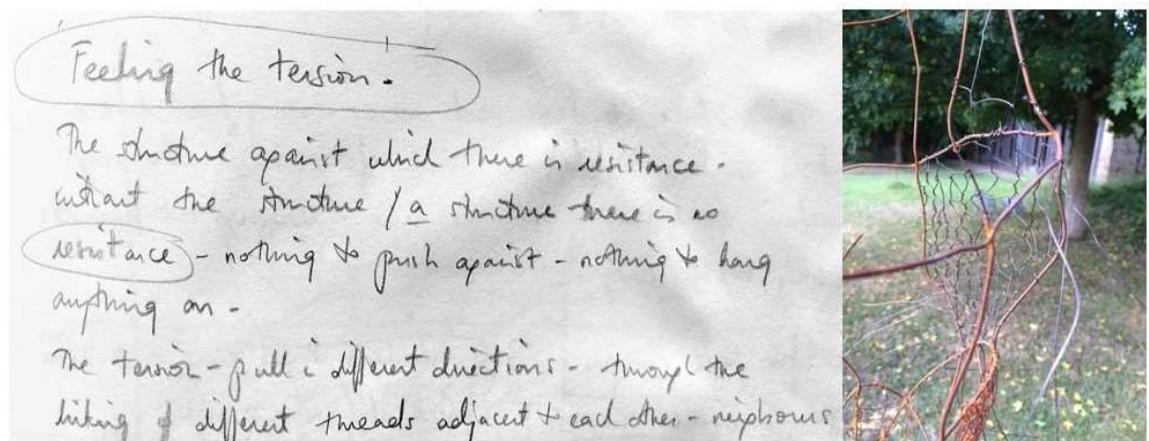 Feeling the tension.
The structure against which there is resistance.
without the structure / a structure there is no
resistance - nothing to push against - nothing to hang
anything on -
The tension - pull in different directions - through the
linking of different threads adjacent to each other - neighbours